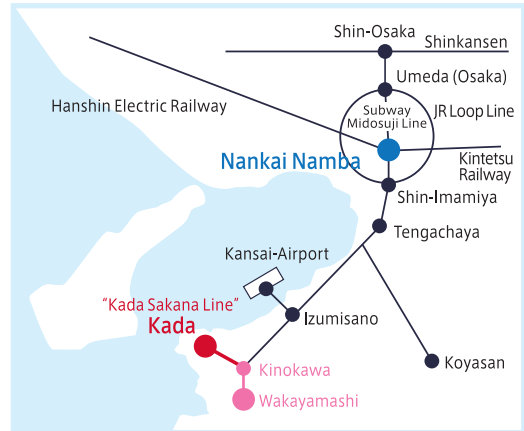 Shin-Osaka
Shinkansen
Umeda (Osaka)
Hanshin Electric Railway
Subway
Midosuji Line
JR Loop Line
Nankai Namba
Kintetsu
Railway
Shin-Imamiya
Tengachaya
Kansai-Airport
"Kada Sakana Line"
Kada
Izumisano
Kinokawa
Koyasan
Wakayamashi